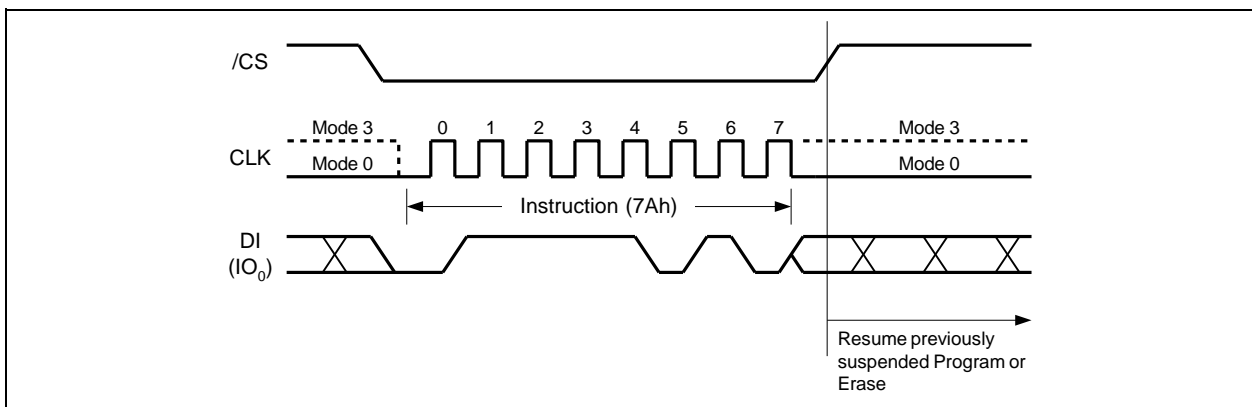 /CS
Mode 3
0 1 2 3 4 5 6 7
Mode 3
CLK
Mode 0
Mode 0
Instruction (7Ah)
DI
(IO₀)
Resume previously
suspended Program or
Erase